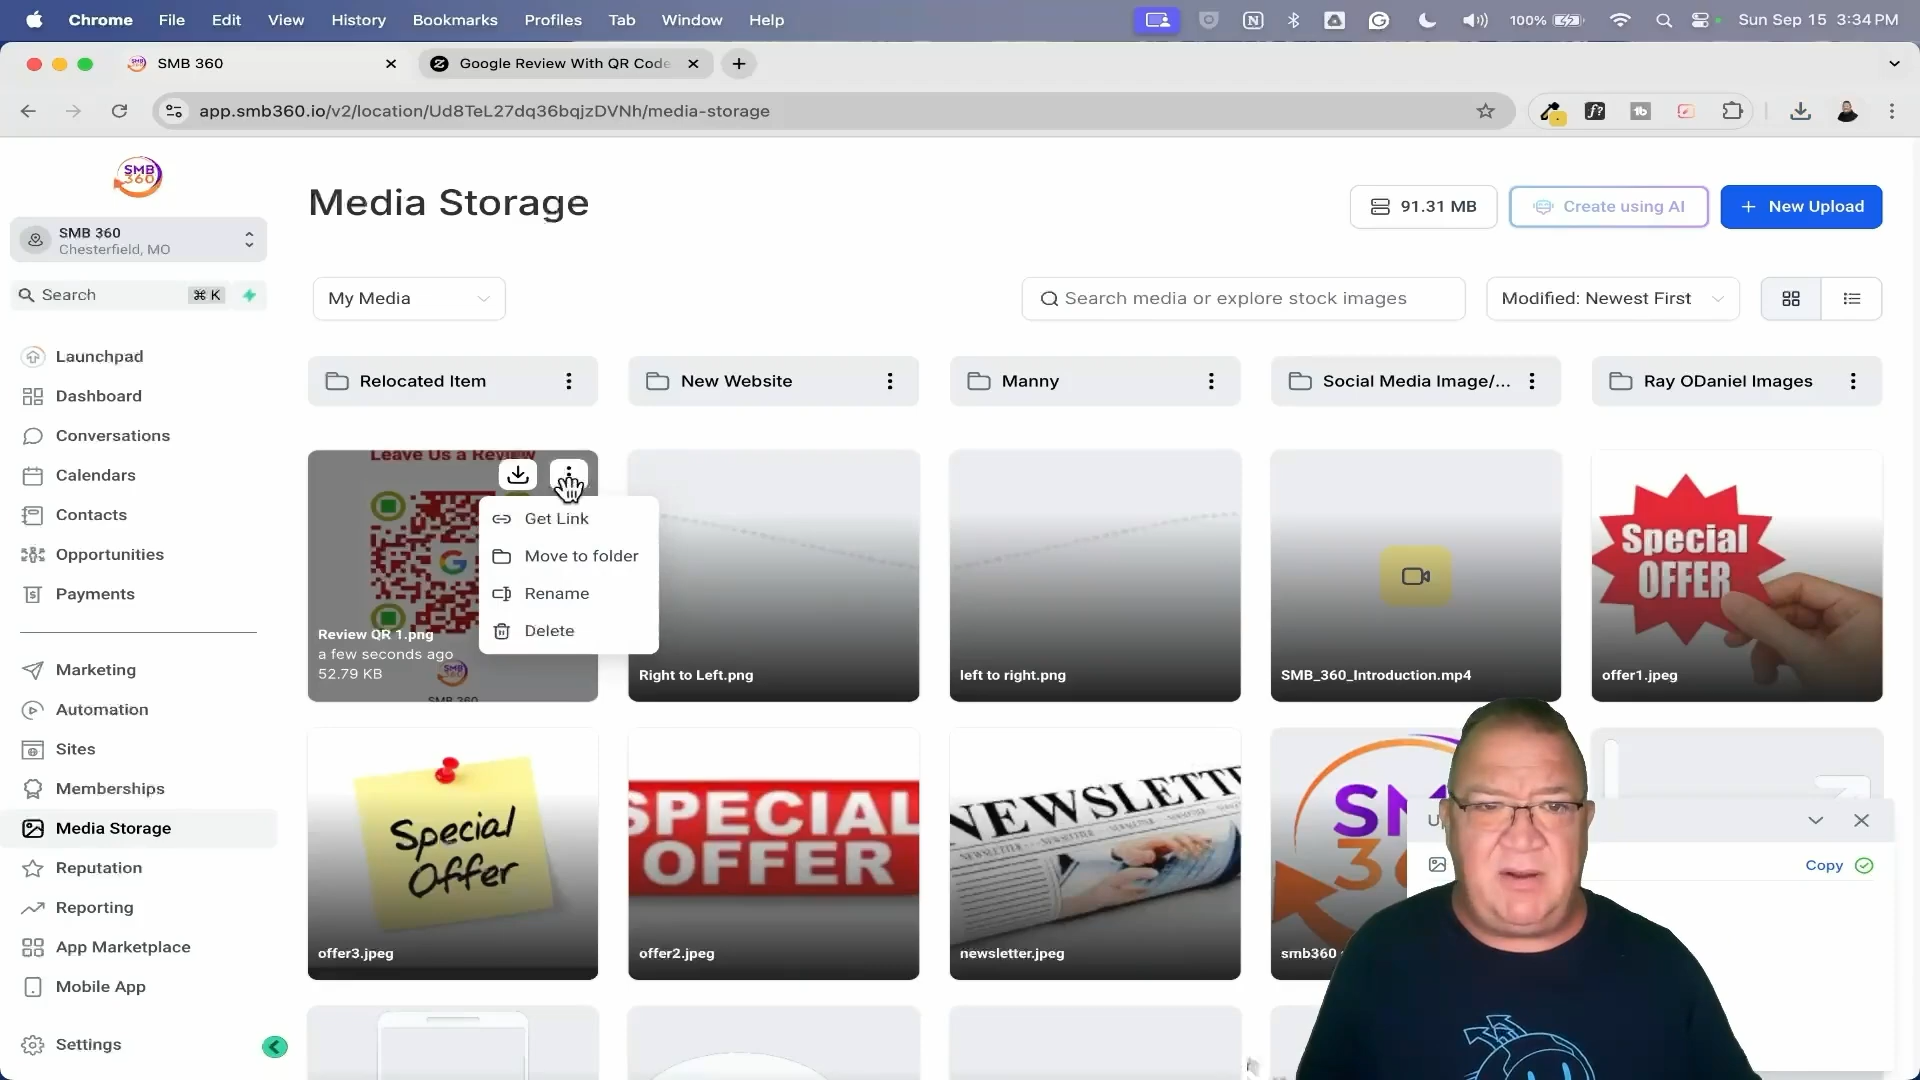 Chrome File Edit View History Bookmarks Profiles Tab Window Help 100% Sun Sep 15 3:34 PM
SMB 360
Google Review With QR Code
app.smb360.io/v2/location/Ud8TeL27dq36bqjzDVNh/media-storage
SMB
360
SMB 360
Chesterfield, MO
Search ⌘ K
Launchpad
Dashboard
Conversations
Calendars
Contacts
Opportunities
Payments
Marketing
Automation
Sites
Memberships
Media Storage
Reputation
Reporting
App Marketplace
Mobile App
Settings
Media Storage
91.31 MB
Create using AI
+ New Upload
My Media
Search media or explore stock images
Modified: Newest First
Relocated Item
New Website
Manny
Social Media Image/...
Ray ODaniel Images
Leave Us a Review
Get Link
Move to folder
Rename
Delete
Review QR 1.png
a few seconds ago
52.79 KB
SMB 360
Right to Left.png
left to right.png
SMB_360_Introduction.mp4
Special
OFFER
offer1.jpeg
Special
Offer
offer3.jpeg
SPECIAL
OFFER
offer2.jpeg
NEWSLETTE
newsletter.jpeg
smb360
Copy